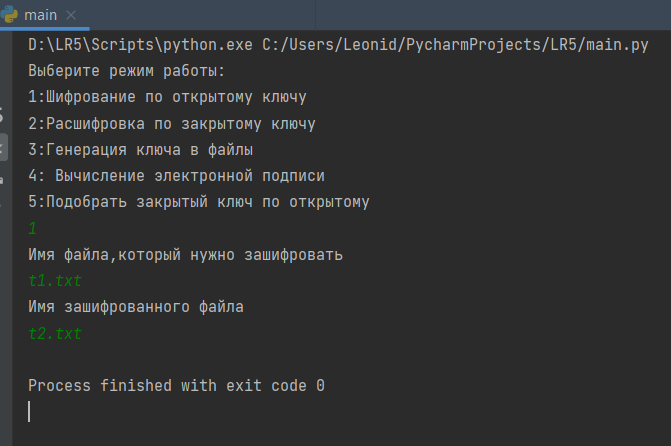 main
D:\LR5\Scripts\python.exe C:/Users/Leonid/PycharmProjects/LR5/main.py
Выберите режим работы:
1:Шифрование по открытому ключу
2:Расшифровка по закрытому ключу
3:Генерация ключа в файлы
4: Вычисление электронной подписи
5:Подобрать закрытый ключ по открытому
1
Имя файла,который нужно зашифровать
t1.txt
Имя зашифрованного файла
t2.txt
Process finished with exit code 0